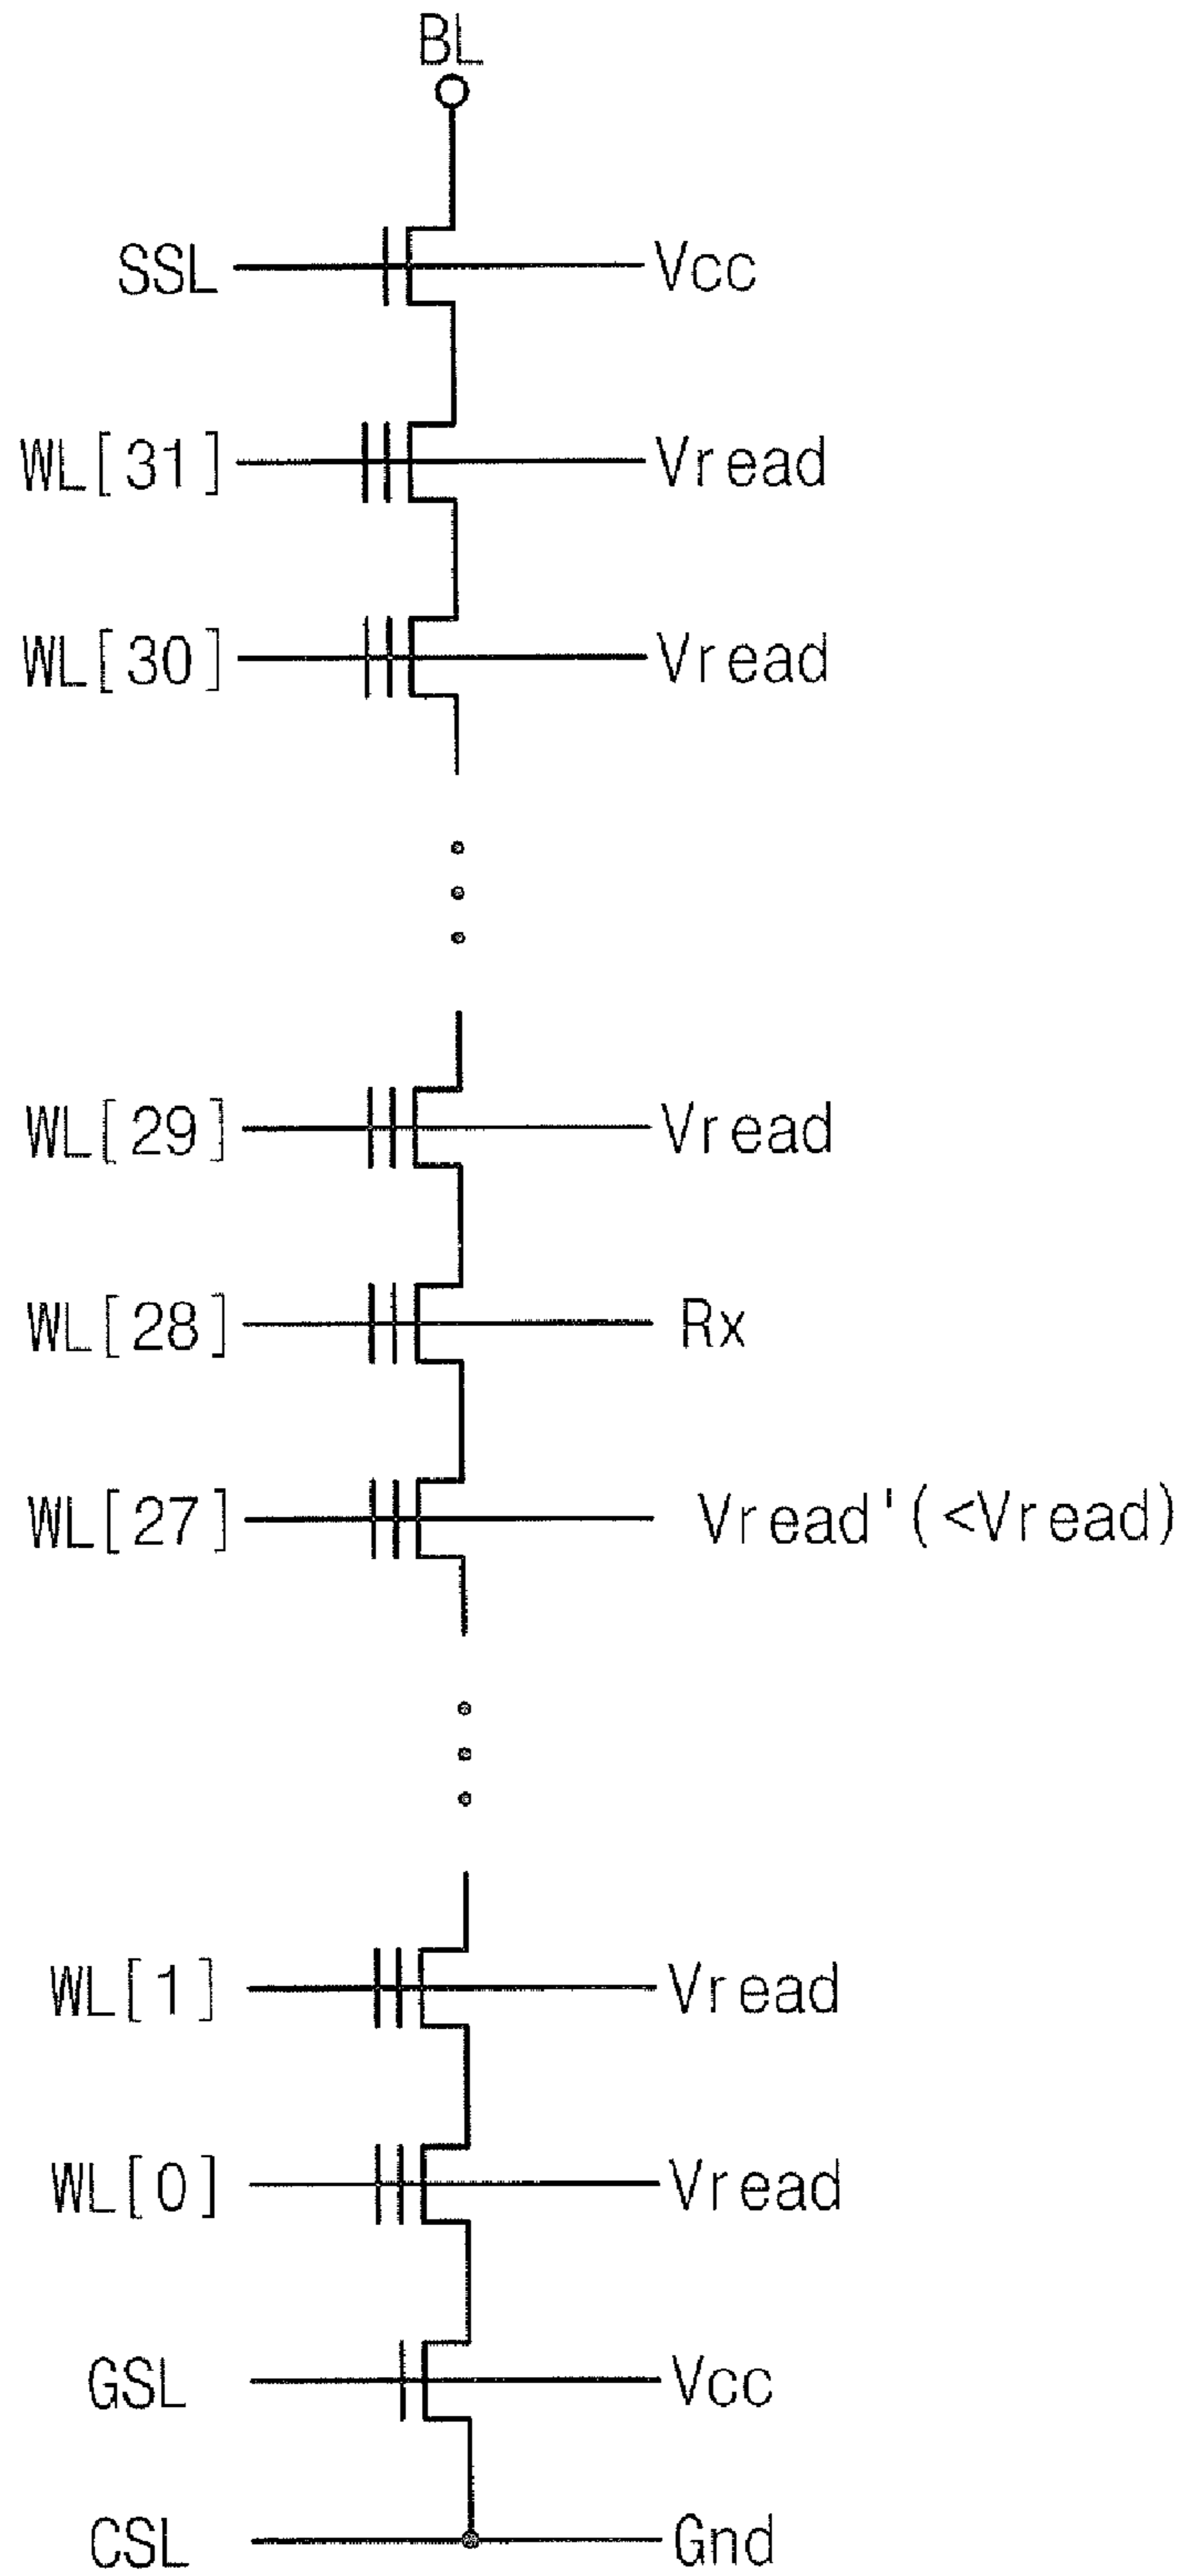 BL
SSL Vcc
WL[31] Vread
WL[30] Vread
WL[29] Vread
WL[28] Rx
WL[27] Vread'(<Vread)
WL[1] Vread
WL[0] Vread
GSL Vcc
CSL Gnd